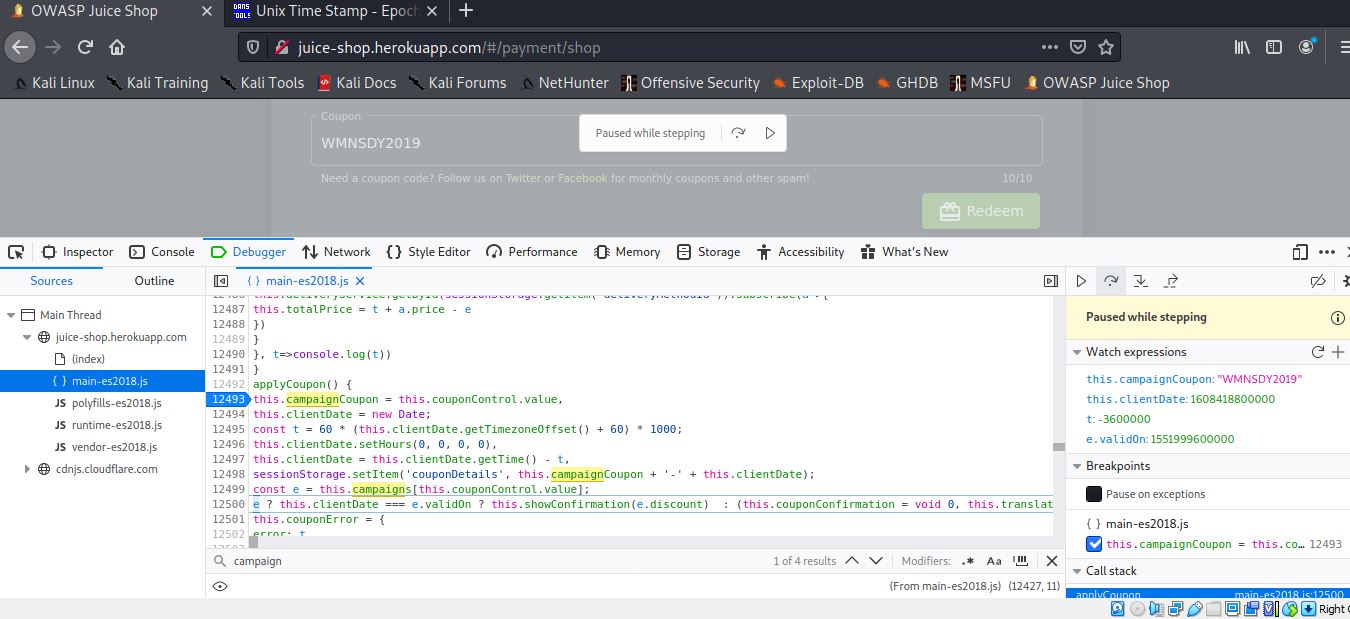 OWASP Juice Shop
Unix Time Stamp - Epoch
juice-shop.herokuapp.com/#/payment/shop
Kali Linux Kali Training Kali Tools Kali Docs Kali Forums NetHunter Offensive Security Exploit-DB GHDB MSFU OWASP Juice Shop
Coupon
WMNSDY2019
Paused while stepping
Need a coupon code? Follow us on Twitter or Facebook for monthly coupons and other spam!
10/10
Redeem
Inspector Console Debugger Network Style Editor Performance Memory Storage Accessibility What's New
Sources Outline
Main Thread
juice-shop.herokuapp.com
(index)
{ } main-es2018.js
JS polyfills-es2018.js
JS runtime-es2018.js
JS vendor-es2018.js
cdnjs.cloudflare.com
{ } main-es2018.js
12487 this.totalPrice = t + a.price - e
12488 })
12489 }
12490 }, t=>console.log(t))
12491 }
12492 applyCoupon() {
12493 this.campaignCoupon = this.couponControl.value,
12494 this.clientDate = new Date;
12495 const t = 60 * (this.clientDate.getTimezoneOffset() + 60) * 1000;
12496 this.clientDate.setHours(0, 0, 0, 0),
12497 this.clientDate = this.clientDate.getTime() - t,
12498 sessionStorage.setItem('couponDetails', this.campaignCoupon + '-' + this.clientDate);
12499 const e = this.campaigns[this.couponControl.value];
12500 e ? this.clientDate === e.validOn ? this.showConfirmation(e.discount) : (this.couponConfirmation = void 0, this.translat
12501 this.couponError = {
12502 error: t
campaign
1 of 4 results
Modifiers: .* Aa
(From main-es2018.js) (12427, 11)
Paused while stepping
Watch expressions
this.campaignCoupon: "WMNSDY2019"
this.clientDate: 1608418800000
t: -3600000
e.validOn: 1551999600000
Breakpoints
Pause on exceptions
{ } main-es2018.js
this.campaignCoupon = this.co… 12493
Call stack
applyCoupon main-es2018.js:12500
Right